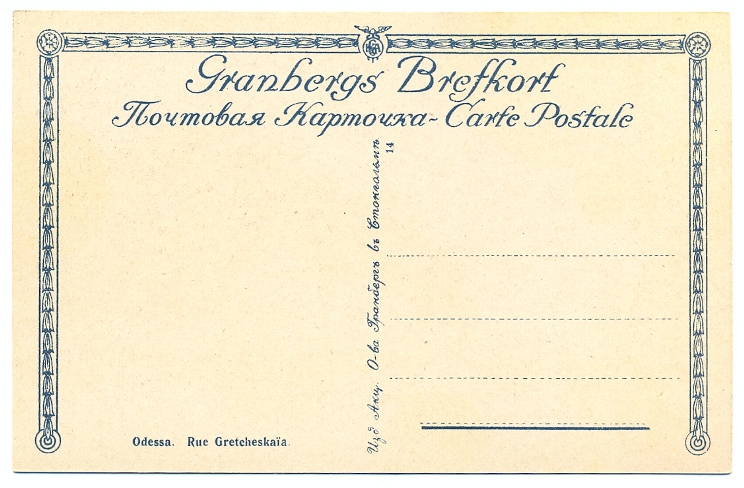 Granbergs Brefkort
Почтовая Карточка - Carte Postale
Изд Акц. О-ва Гранбергъ въ Стокгольмѣ
14
Odessa. Rue Gretcheskaïa.